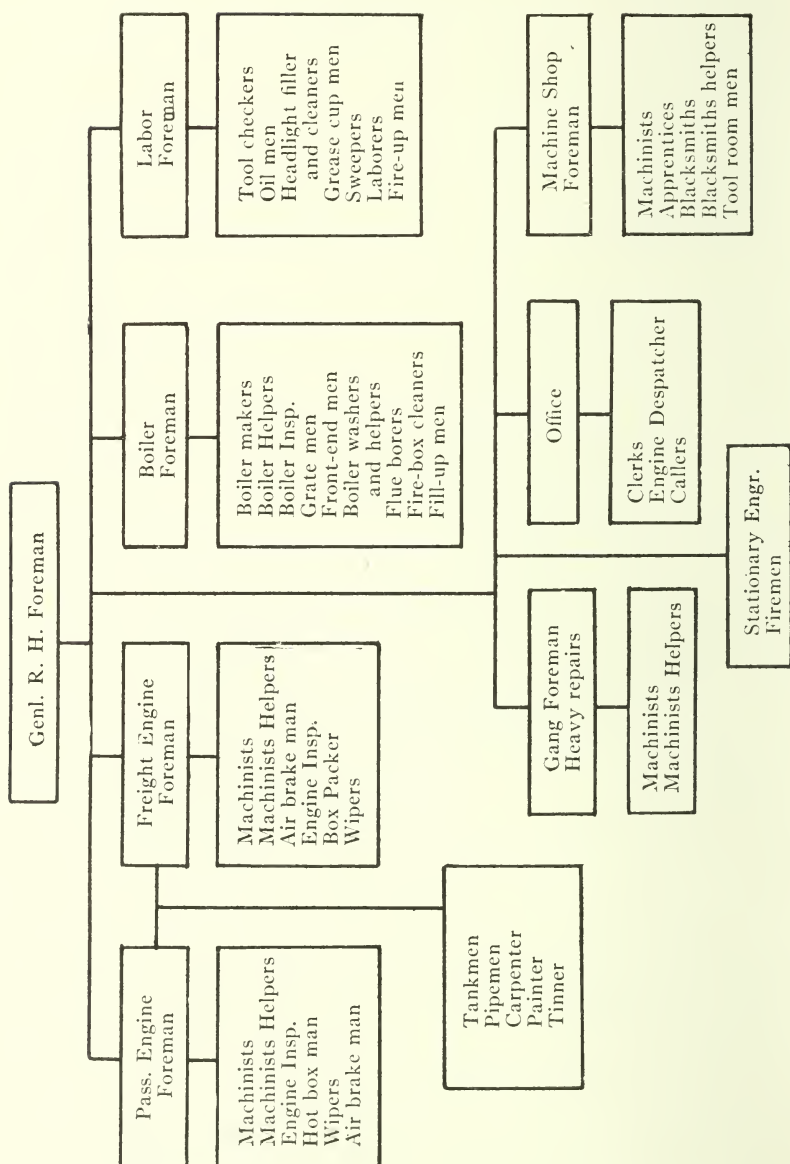 Genl. R. H. Foreman
Pass. Engine
Foreman
Freight Engine
Foreman
Boiler
Foreman
Labor
Foreman
Machinists
Machinists Helpers
Engine Insp.
Hot box man
Wipers
Air brake man
Machinists
Machinists Helpers
Air brake man
Engine Insp.
Box Packer
Wipers
Boiler makers
Boiler Helpers
Boiler Insp.
Grate men
Front-end men
Boiler washers
and helpers
Flue borers
Fire-box cleaners
Fill-up men
Tool checkers
Oil men
Headlight filler
and cleaners
Grease cup men
Sweepers
Laborers
Fire-up men
Tankmen
Pipemen
Carpenter
Painter
Tinner
Gang Foreman
Heavy repairs
Office
Machine Shop
Foreman
Machinists
Machinists Helpers
Clerks
Engine Despatcher
Callers
Machinists
Apprentices
Blacksmiths
Blacksmiths helpers
Tool room men
Stationary Engr.
Firemen